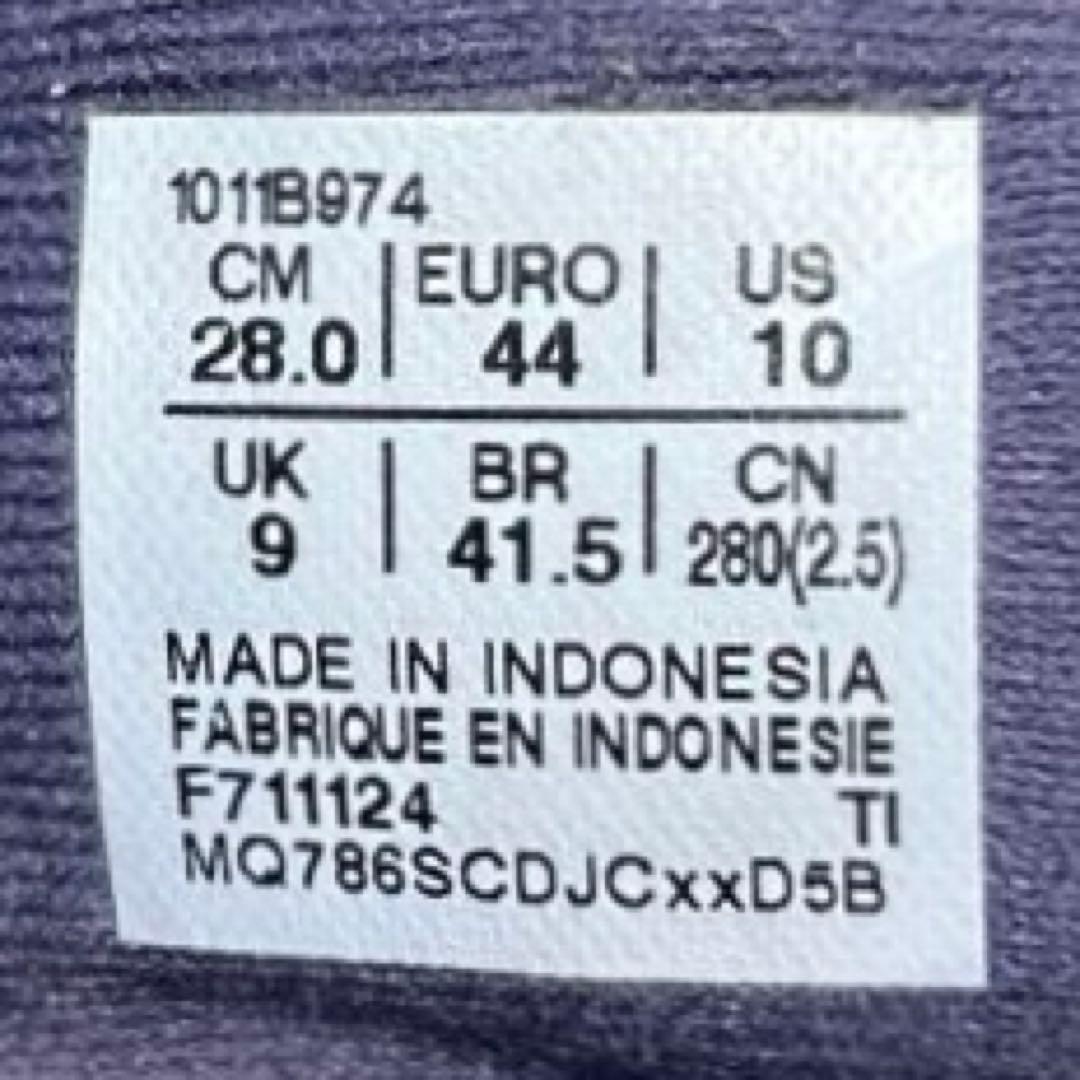 1011B974
CM | EURO | US
28.0 | 44 | 10
UK | BR | CN
9 | 41.5 | 280(2.5)
MADE IN INDONESIA
FABRIQUE EN INDONESIE
F711124 TI
MQ786SCDJCxxD5B